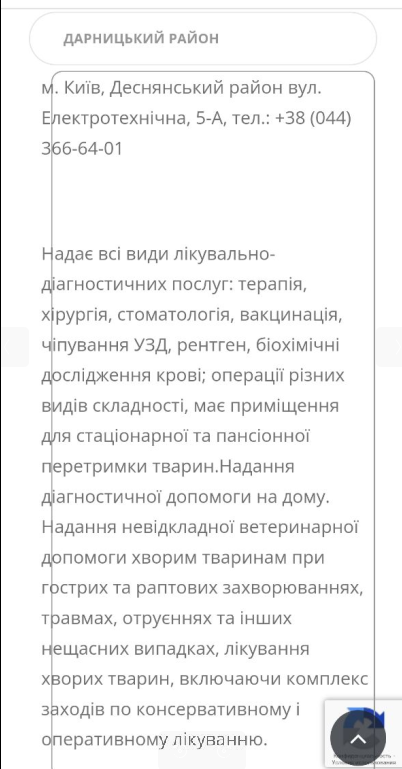 ДАРНИЦЬКИЙ РАЙОН
м. Київ, Деснянський район вул.
Електротехнічна, 5-А, тел.: +38 (044)
366-64-01
Надає всі види лікувально-
діагностичних послуг: терапія,
хірургія, стоматологія, вакцинація,
чіпування УЗД, рентген, біохімічні
дослідження крові; операції різних
видів складності, має приміщення
для стаціонарної та пансіонної
перетримки тварин.Надання
діагностичної допомоги на дому.
Надання невідкладної ветеринарної
допомоги хворим тваринам при
гострих та раптових захворюваннях,
травмах, отруєннях та інших
нещасних випадках, лікування
хворих тварин, включаючи комплекс
заходів по консервативному і
оперативному лікуванню.